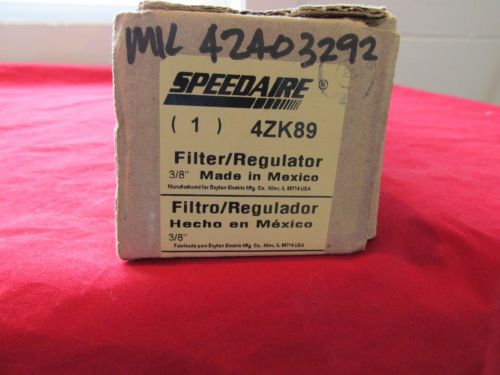 MIL 42A03292
SPEEDAIRE ®
( 1 ) 4ZK89
Filter/Regulator
3/8" Made in Mexico
Manufactured for Dayton Electric Mfg. Co., Niles, IL 60714 USA
Filtro/Regulador
Hecho en México
3/8"
Fabricado para Dayton Electric Mfg. Co., Niles, IL 60714 USA